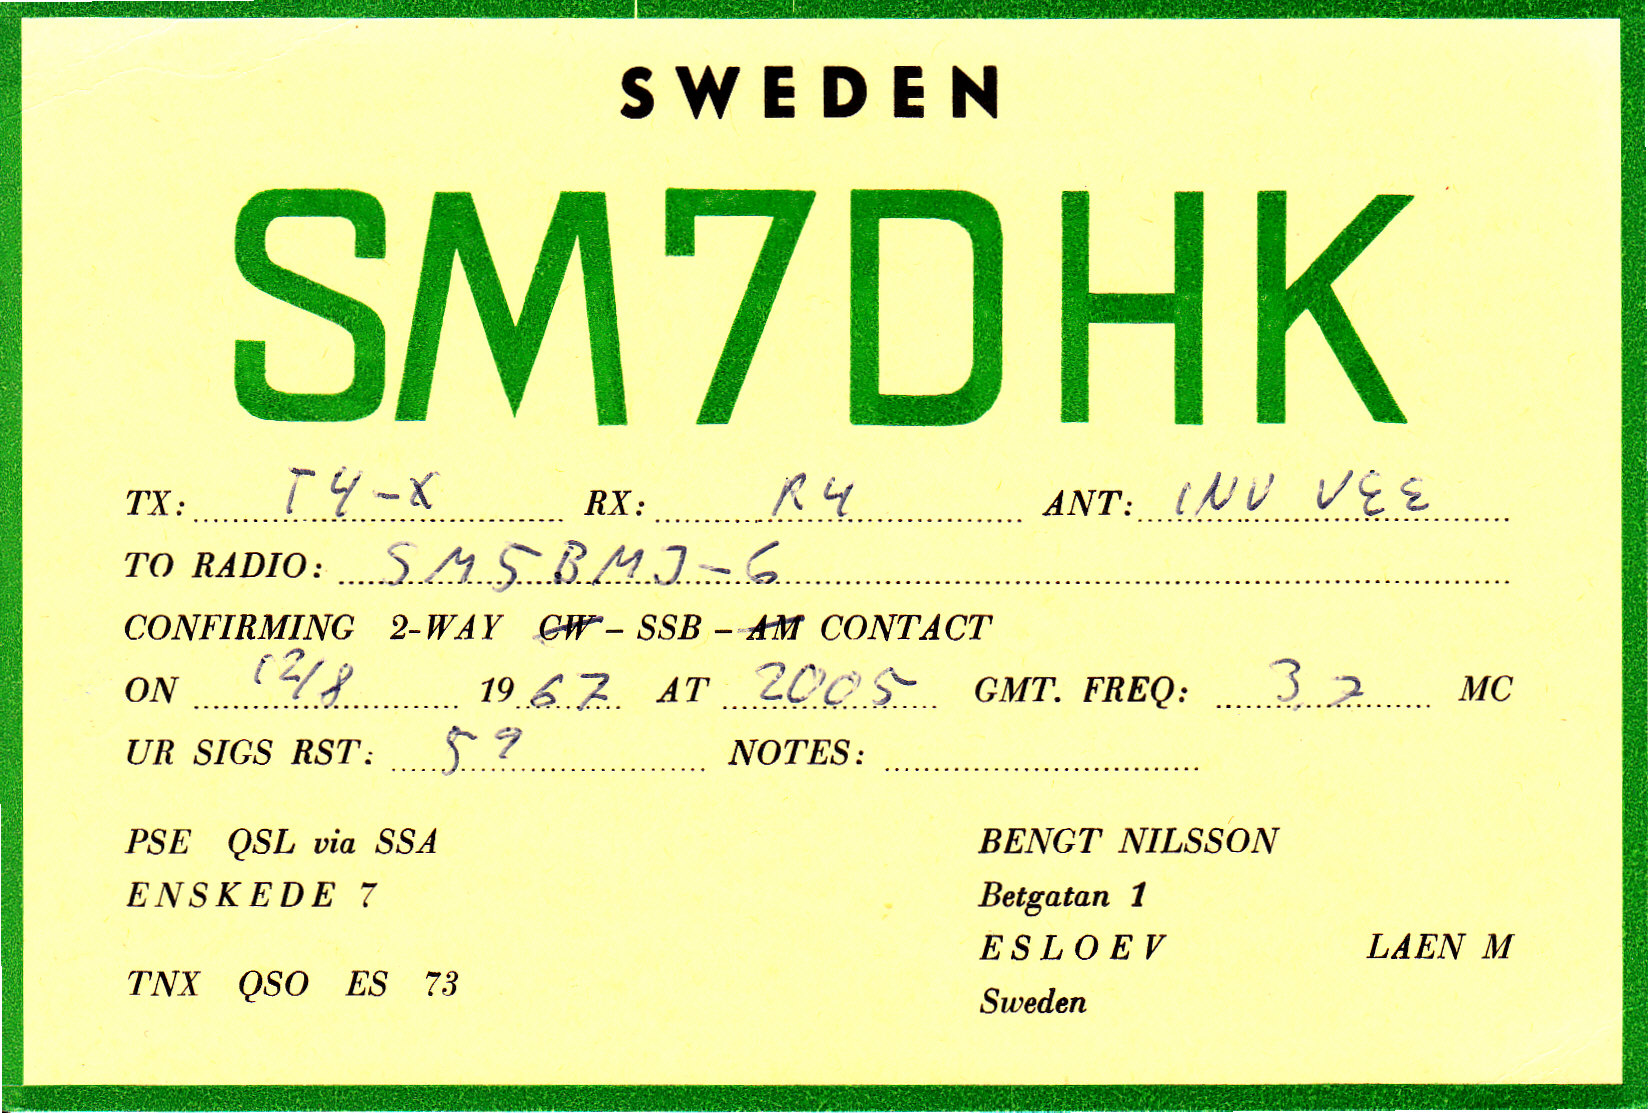 SWEDEN
SM7DHK
TX: T4-X RX: R4 ANT: INV VEE
TO RADIO: SM5BMJ-6
CONFIRMING 2-WAY CW - SSB - AM CONTACT
ON 12/8 1967 AT 2005 GMT. FREQ: 3,7 MC
UR SIGS RST: 59 NOTES:
PSE QSL via SSA
ENSKEDE 7
TNX QSO ES 73
BENGT NILSSON
Betgatan 1
ESLOEV LAEN M
Sweden